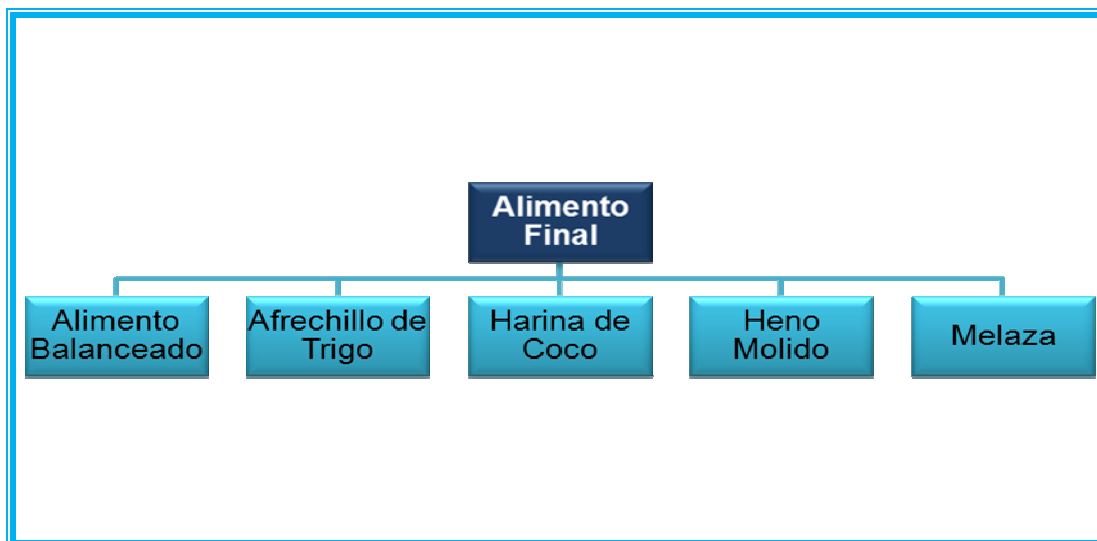 Alimento
Final
Alimento
Balanceado
Afrechillo de
Trigo
Harina de
Coco
Heno
Molido
Melaza